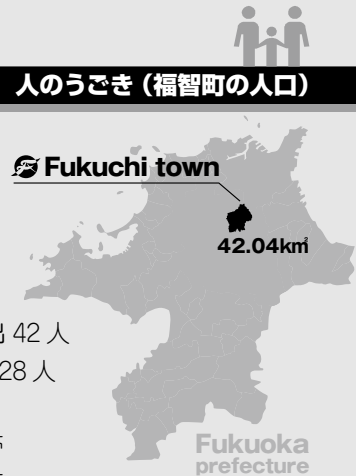 人のうごき（福智町の人口）
Fukuchi town
42.04k㎡
42 人
28 人
Fukuoka
prefecture